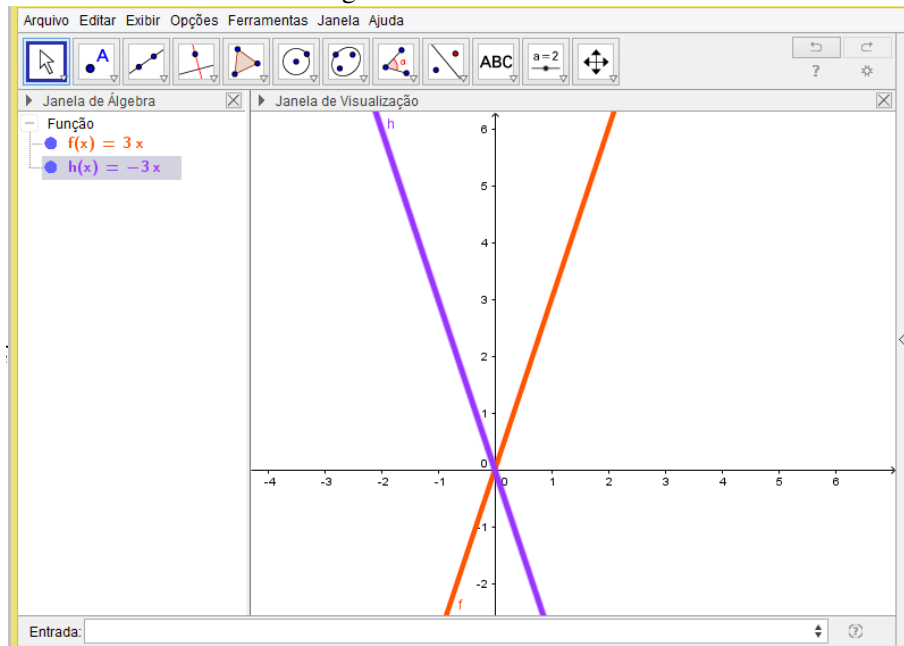 Arquivo Editar Exibir Opções Ferramentas Janela Ajuda
A
α
ABC
a=2
?
Janela de Álgebra
Janela de Visualização
Função
f(x) = 3 x
h(x) = −3 x
h
6
5
4
3
2
1
0
-4 -3 -2 -1 0 1 2 3 4 5 6
-1
-2
f
Entrada:
?